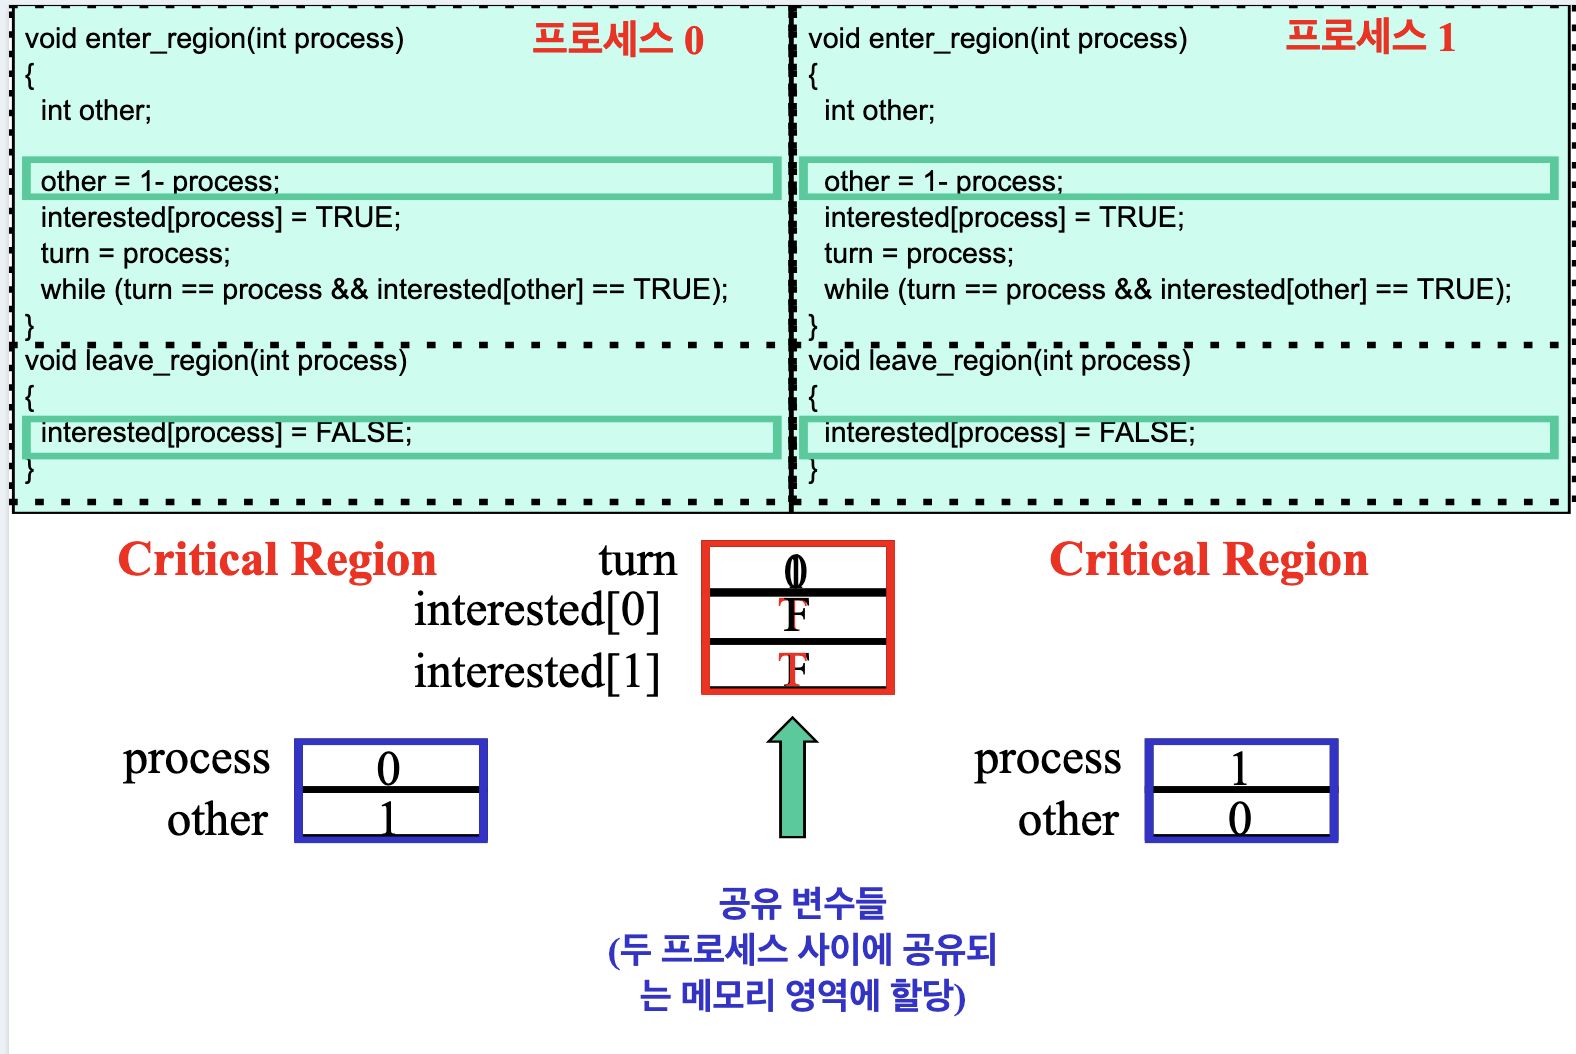 void enter_region(int process)
프로세스 0
{
int other;
other = 1- process;
interested[process] = TRUE;
turn = process;
while (turn == process && interested[other] == TRUE);
}
void leave_region(int process)
{
interested[process] = FALSE;
}
void enter_region(int process)
프로세스 1
{
int other;
other = 1- process;
interested[process] = TRUE;
turn = process;
while (turn == process && interested[other] == TRUE);
}
void leave_region(int process)
{
interested[process] = FALSE;
}
Critical Region
turn
interested[0]
interested[1]
Critical Region
process 0
other 1
process 1
other 0
공유 변수들
(두 프로세스 사이에 공유되
는 메모리 영역에 할당)